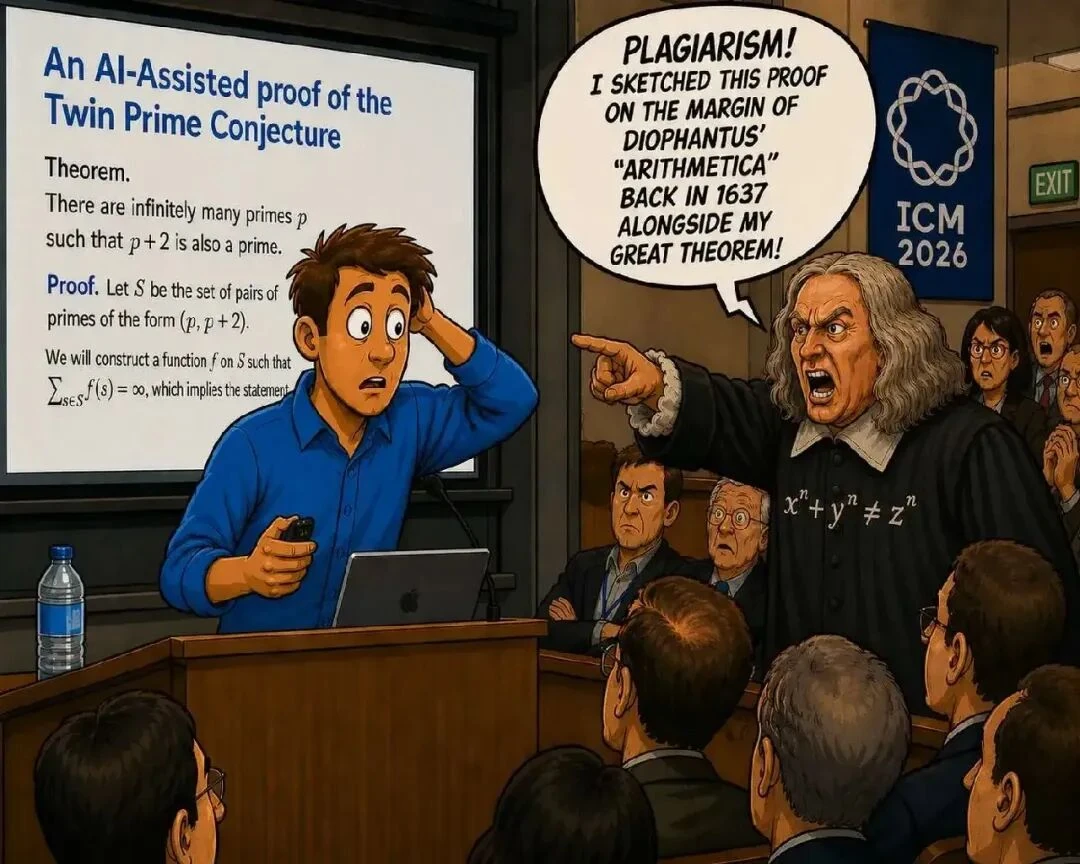 An AI-Assisted proof of the
Twin Prime Conjecture
Theorem.
There are infinitely many primes p
such that p + 2 is also a prime.
Proof. Let S be the set of pairs of
primes of the form (p, p + 2).
We will construct a function f on S such that
∑s∈S f(s) = ∞, which implies the statement
PLAGIARISM!
I SKETCHED THIS PROOF
ON THE MARGIN OF
DIOPHANTUS'
"ARITHMETICA"
BACK IN 1637
ALONGSIDE MY
GREAT THEOREM!
ICM
2026
EXIT
xⁿ + yⁿ ≠ zⁿ